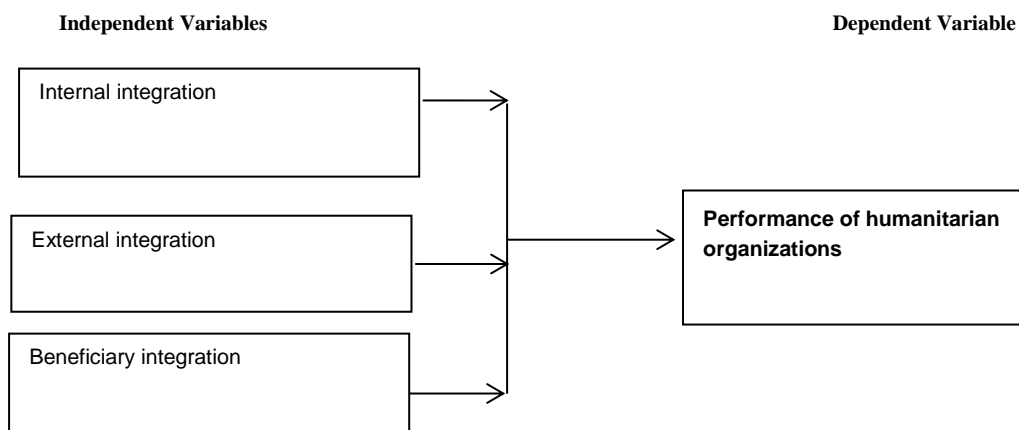 Independent Variables
Dependent Variable
Internal integration
External integration
Beneficiary integration
Performance of humanitarian
organizations